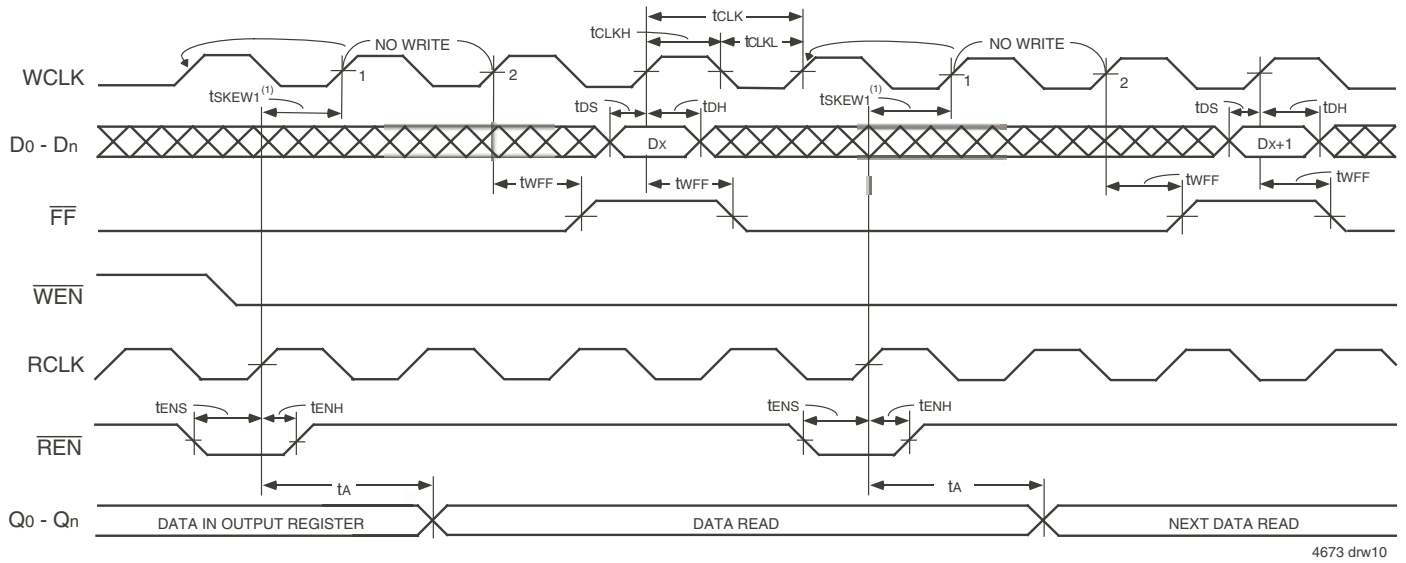 tCLK
tCLKH
tCLKL
NO WRITE
NO WRITE
WCLK
1
2
1
2
tSKEW1(1)
tDS
tDH
tSKEW1(1)
tDS
tDH
D0 - Dn
DX
DX+1
tWFF
tWFF
tWFF
tWFF
FF
WEN
RCLK
tENS
tENH
tENS
tENH
REN
tA
tA
Q0 - Qn
DATA IN OUTPUT REGISTER
DATA READ
NEXT DATA READ
4673 drw10